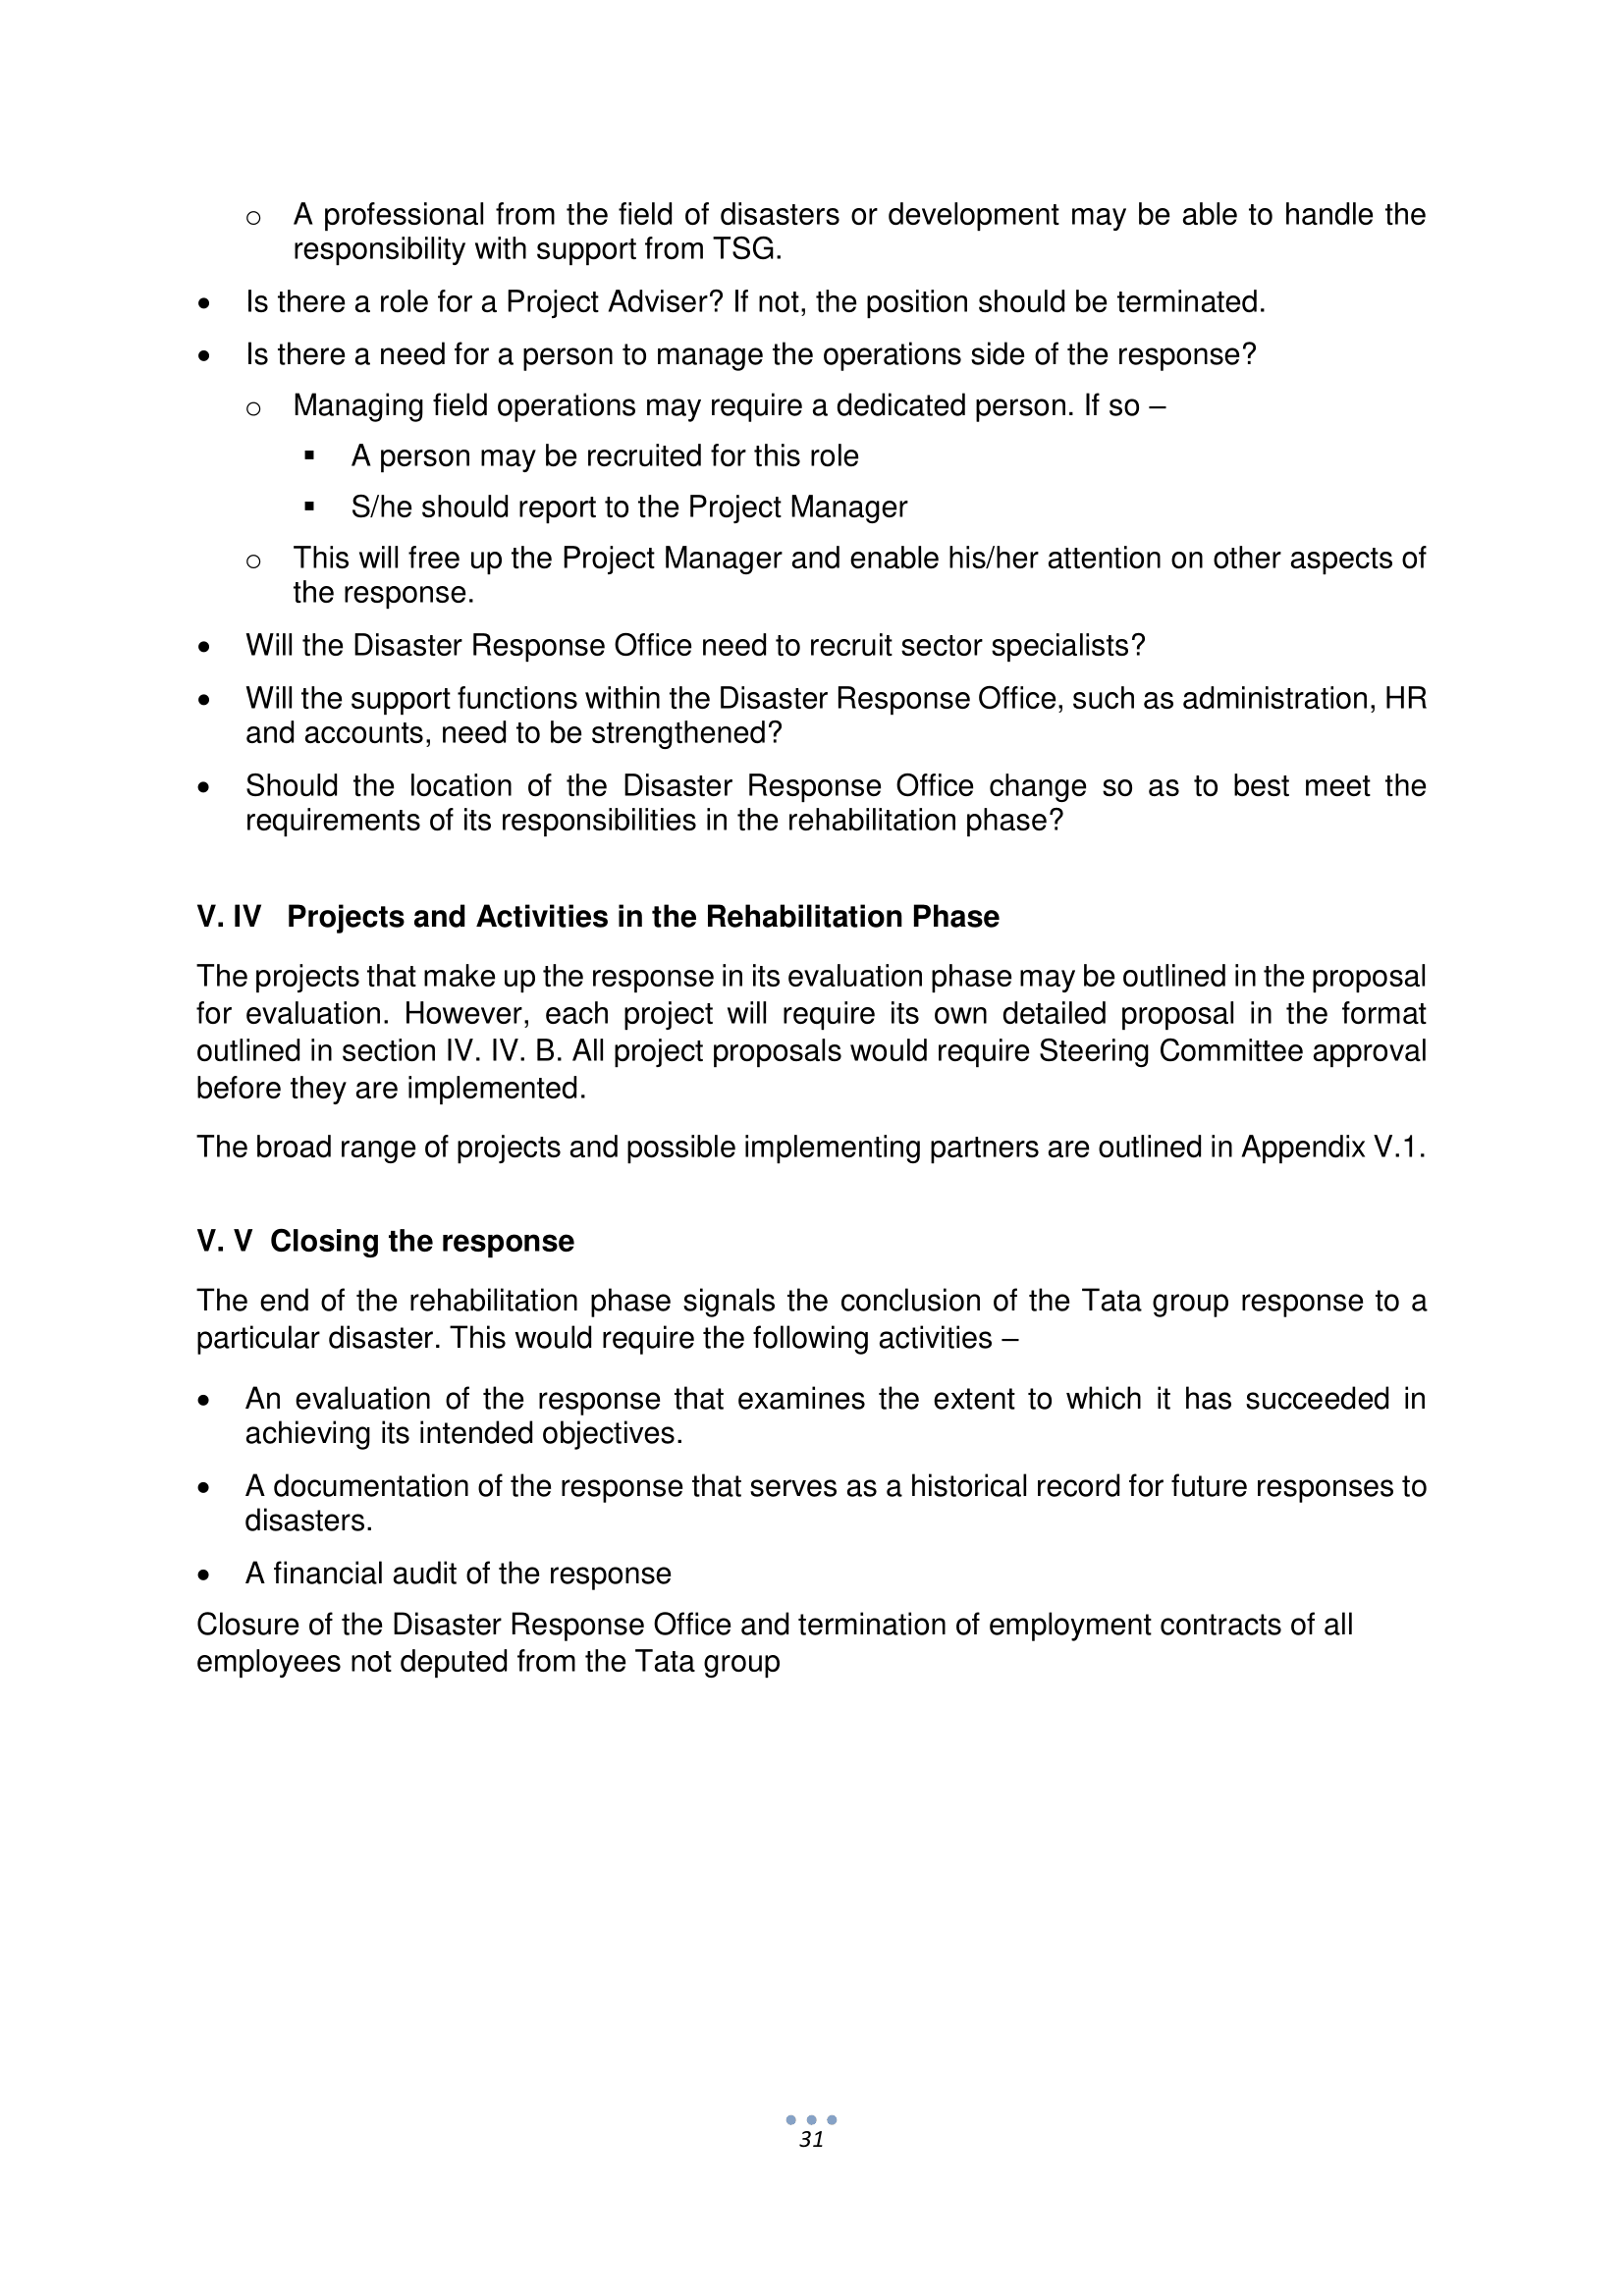 o A professional from the field of disasters or development may be able to handle the
responsibility with support from TSG.
• Is there a role for a Project Adviser? If not, the position should be terminated.
• Is there a need for a person to manage the operations side of the response?
o Managing field operations may require a dedicated person. If so –
▪ A person may be recruited for this role
▪ S/he should report to the Project Manager
o This will free up the Project Manager and enable his/her attention on other aspects of
the response.
• Will the Disaster Response Office need to recruit sector specialists?
• Will the support functions within the Disaster Response Office, such as administration, HR
and accounts, need to be strengthened?
• Should the location of the Disaster Response Office change so as to best meet the
requirements of its responsibilities in the rehabilitation phase?
V. IV Projects and Activities in the Rehabilitation Phase
The projects that make up the response in its evaluation phase may be outlined in the proposal
for evaluation. However, each project will require its own detailed proposal in the format
outlined in section IV. IV. B. All project proposals would require Steering Committee approval
before they are implemented.
The broad range of projects and possible implementing partners are outlined in Appendix V.1.
V. V Closing the response
The end of the rehabilitation phase signals the conclusion of the Tata group response to a
particular disaster. This would require the following activities –
• An evaluation of the response that examines the extent to which it has succeeded in
achieving its intended objectives.
• A documentation of the response that serves as a historical record for future responses to
disasters.
• A financial audit of the response
Closure of the Disaster Response Office and termination of employment contracts of all
employees not deputed from the Tata group
31